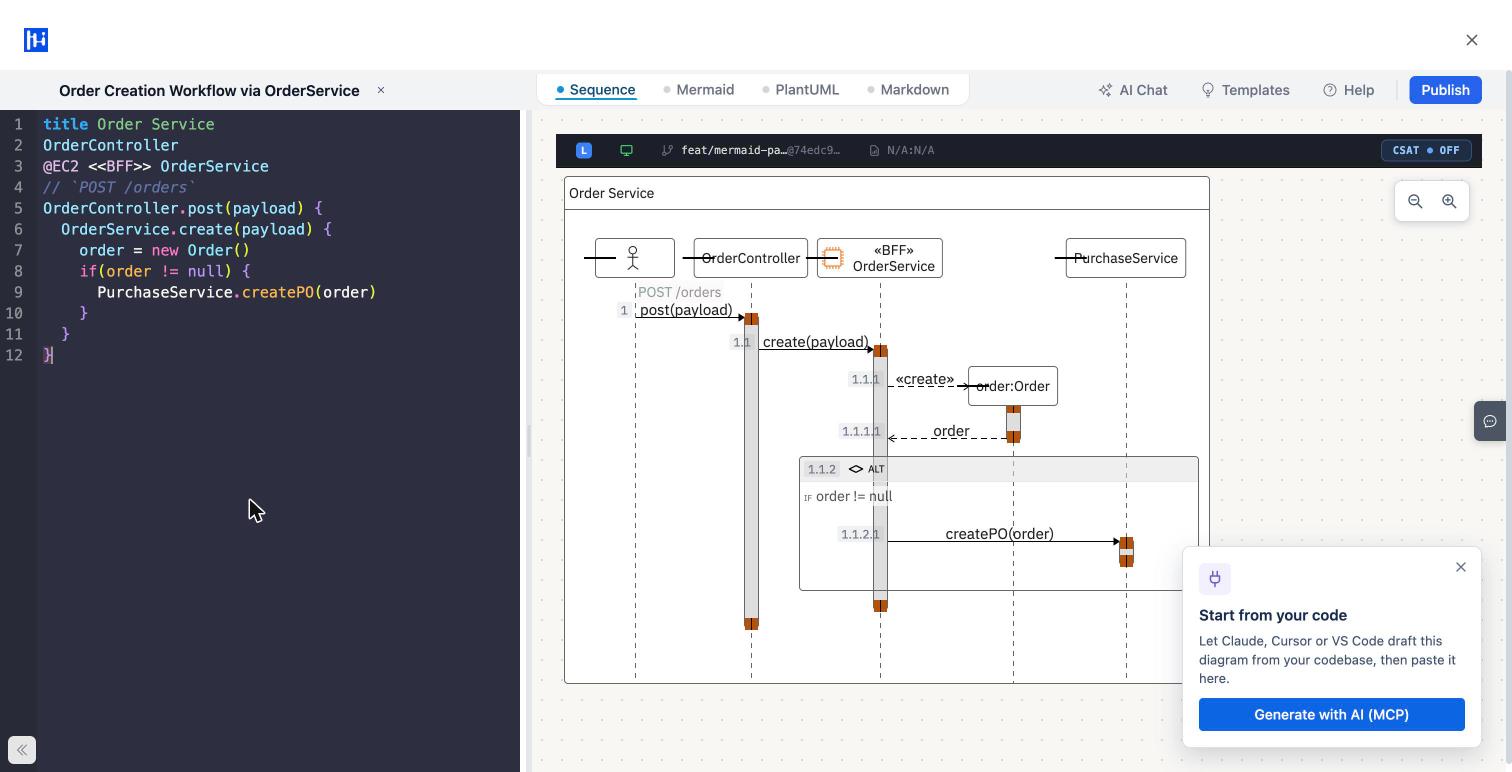 Order Creation Workflow via OrderService ×
Sequence Mermaid PlantUML Markdown
AI Chat Templates Help Publish
1 title Order Service
2 OrderController
3 @EC2 <<BFF>> OrderService
4 // `POST /orders`
5 OrderController.post(payload) {
6 OrderService.create(payload) {
7 order = new Order()
8 if(order != null) {
9 PurchaseService.createPO(order)
10 }
11 }
12 }
L feat/mermaid-pa…@74edc9… N/A:N/A CSAT OFF
Order Service
OrderController
«BFF»
OrderService
PurchaseService
POST /orders
1 post(payload)
1.1 create(payload)
1.1.1 «create» order:Order
1.1.1.1 order
1.1.2 ALT
IF order != null
1.1.2.1 createPO(order)
Start from your code
Let Claude, Cursor or VS Code draft this
diagram from your codebase, then paste it
here.
Generate with AI (MCP)